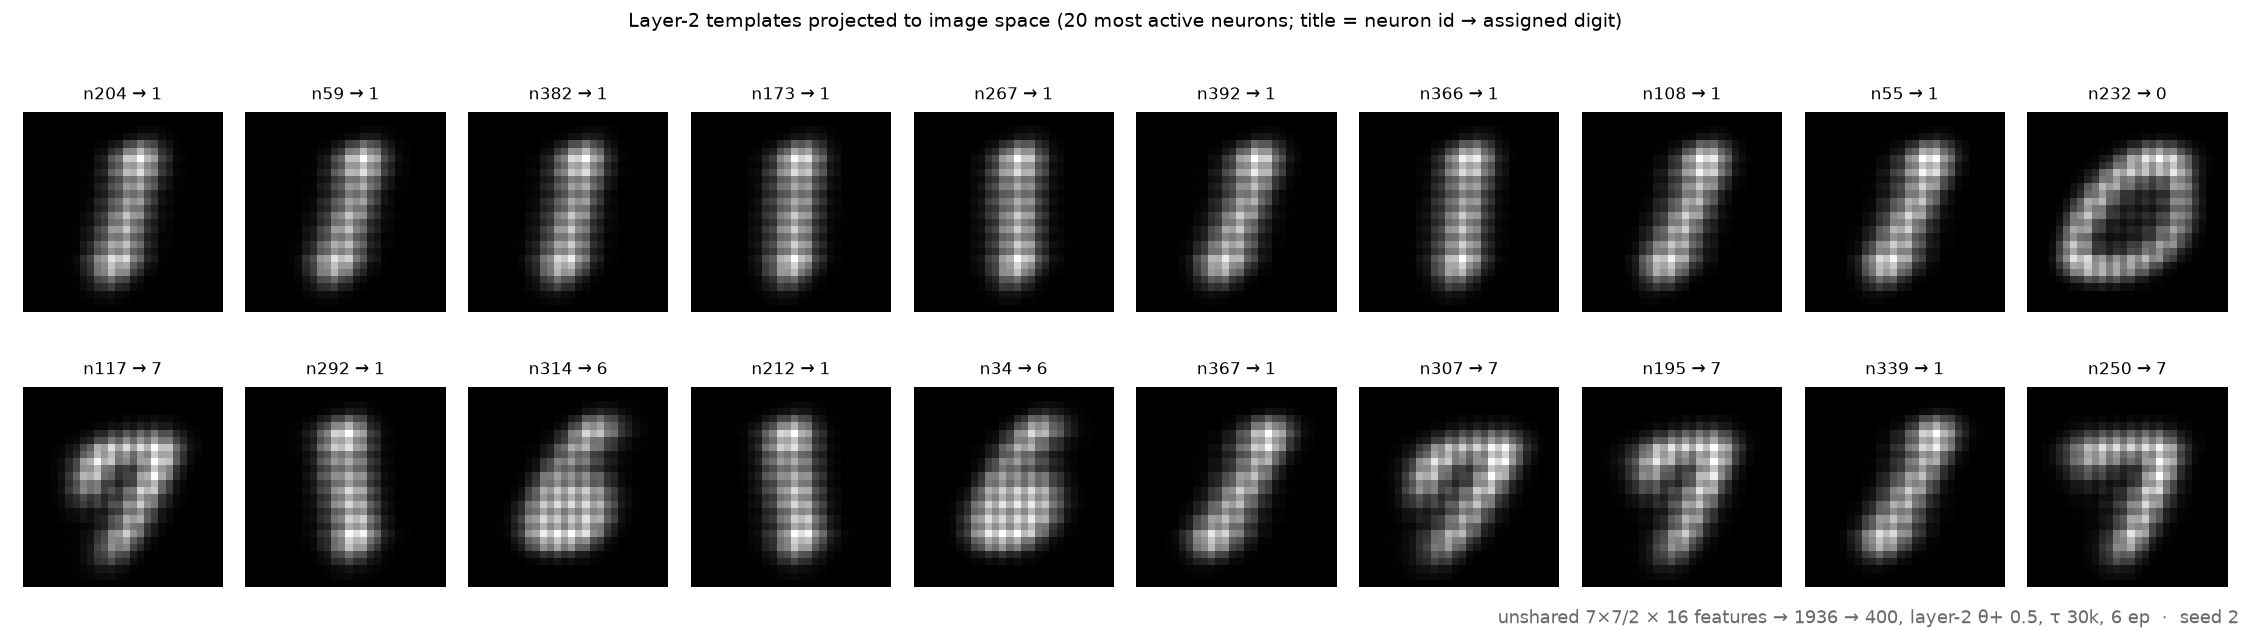 Layer-2 templates projected to image space (20 most active neurons; title = neuron id → assigned digit)
n204 → 1 n59 → 1 n382 → 1 n173 → 1 n267 → 1 n392 → 1 n366 → 1 n108 → 1 n55 → 1 n232 → 0
n117 → 7 n292 → 1 n314 → 6 n212 → 1 n34 → 6 n367 → 1 n307 → 7 n195 → 7 n339 → 1 n250 → 7
unshared 7×7/2 × 16 features → 1936 → 400, layer-2 θ+ 0.5, τ 30k, 6 ep · seed 2